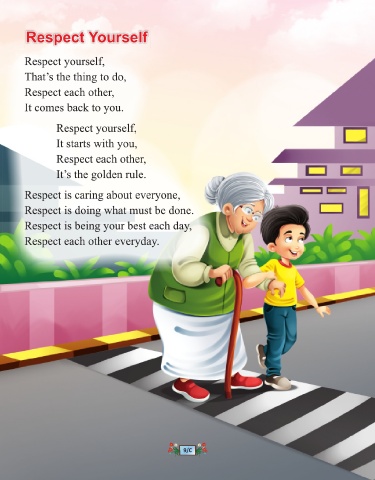 Respect Yourself
Respect yourself,
That's the thing to do,
Respect each other,
It comes back to you.
Respect yourself,
It starts with you,
Respect each other,
It's the golden rule.
Respect is caring about everyone,
Respect is doing what must be done.
Respect is being your best each day,
Respect each other everyday.
9/C